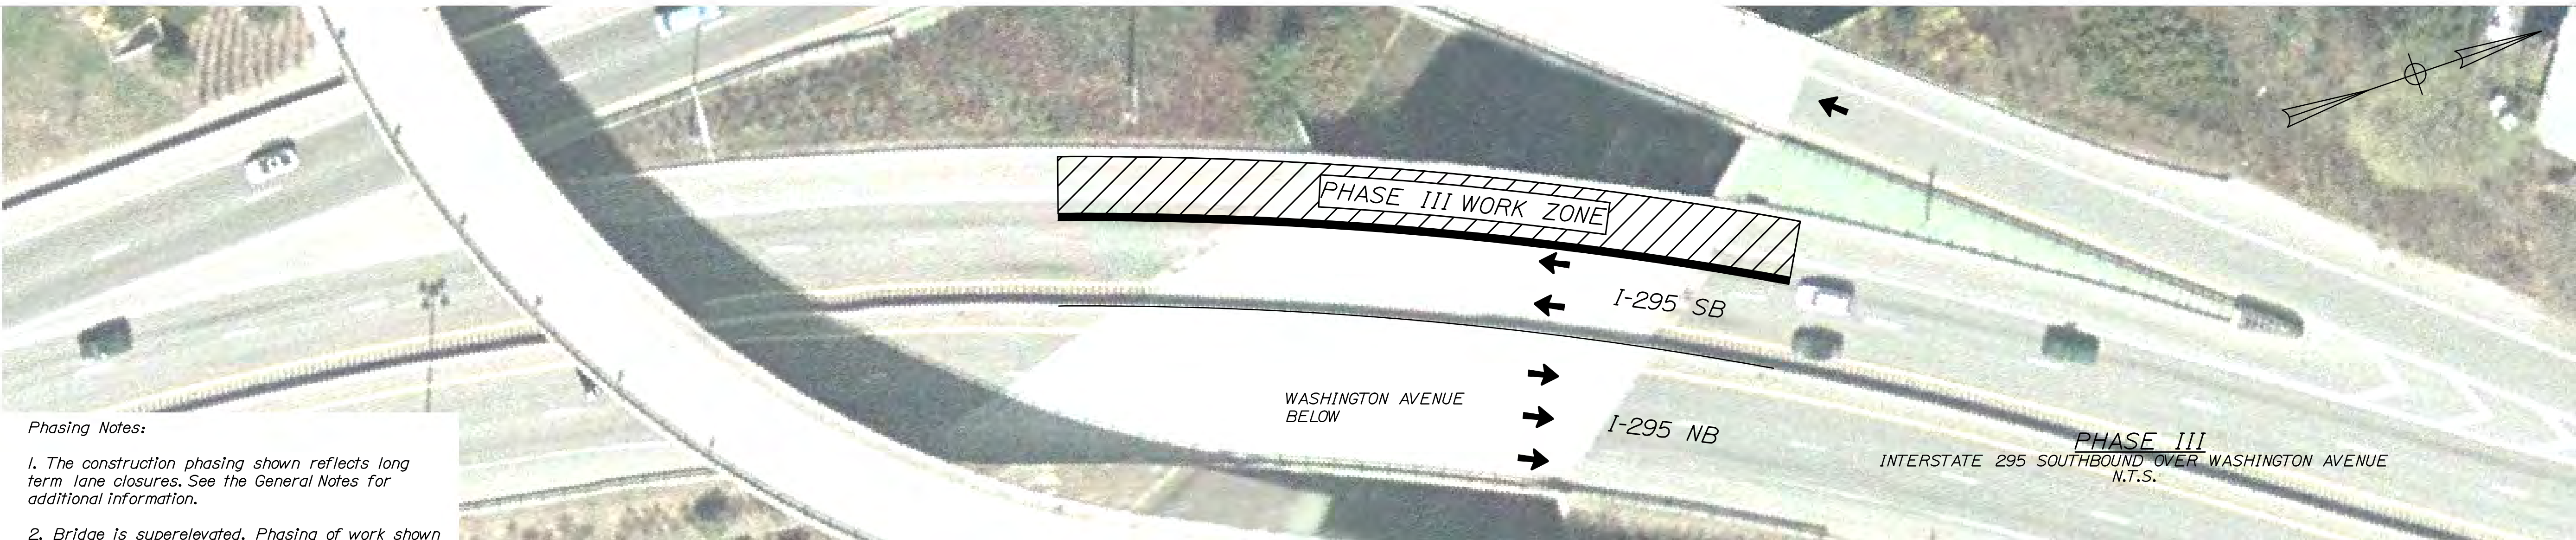 PHASE III WORK ZONE
I-295 SB
WASHINGTON AVENUE
BELOW
I-295 NB
PHASE III
INTERSTATE 295 SOUTHBOUND OVER WASHINGTON AVENUE
N.T.S.
Phasing Notes:
1. The construction phasing shown reflects long
term lane closures. See the General Notes for
additional information.
2. Bridge is superelevated. Phasing of work shown